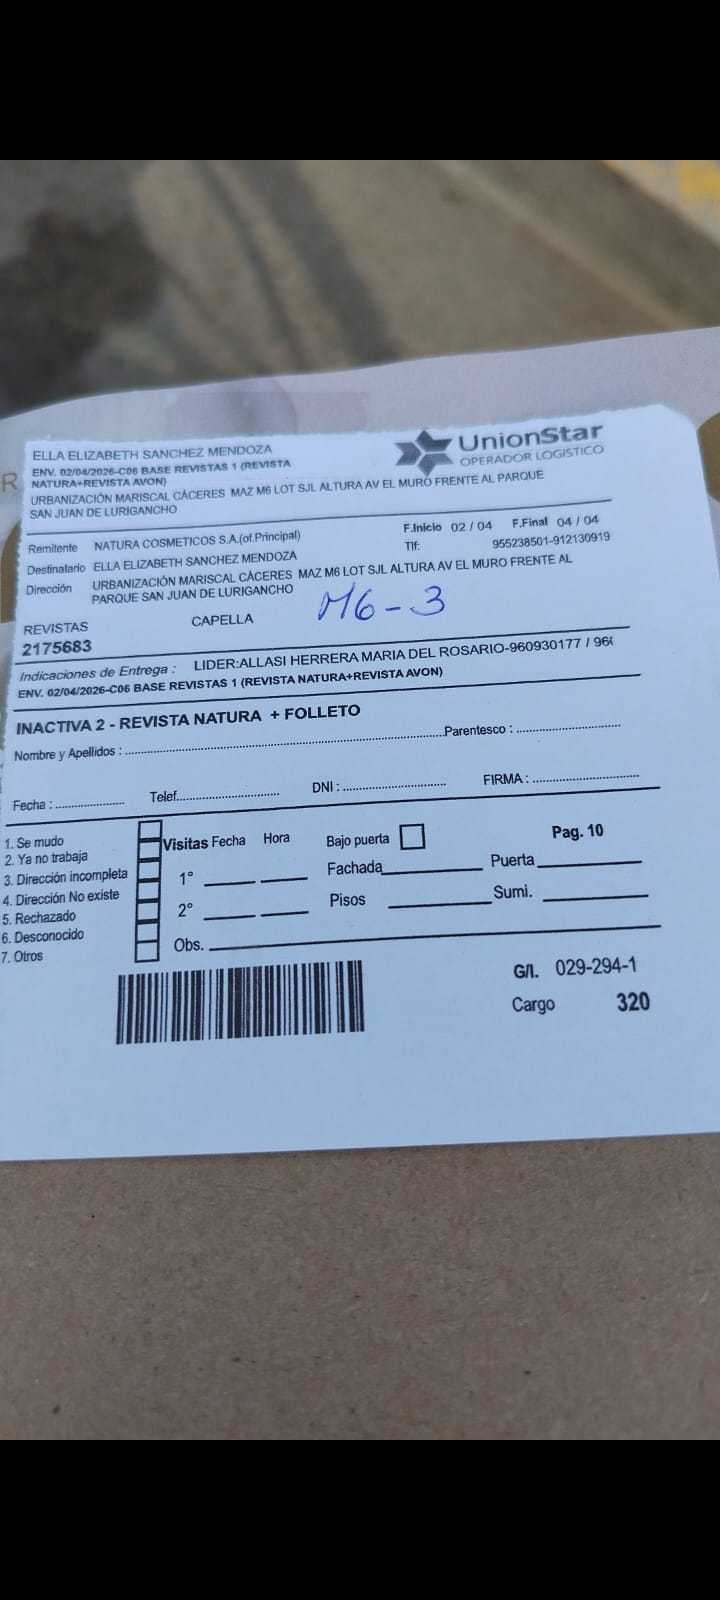 ELLA ELIZABETH SANCHEZ MENDOZA
ENV. 02/04/2026-C06 BASE REVISTAS 1 (REVISTA
NATURA+REVISTA AVON)
URBANIZACIÓN MARISCAL CÁCERES MAZ M6 LOT SJL ALTURA AV EL MURO FRENTE AL PARQUE
SAN JUAN DE LURIGANCHO
UnionStar
OPERADOR LOGISTICO
Remitente NATURA COSMETICOS S.A.(of.Principal)
F.Inicio 02 / 04 F.Final 04 / 04
Destinatario ELLA ELIZABETH SANCHEZ MENDOZA
Tlf: 955238501-912130919
Dirección URBANIZACIÓN MARISCAL CÁCERES MAZ M6 LOT SJL ALTURA AV EL MURO FRENTE AL
PARQUE SAN JUAN DE LURIGANCHO
M6-3
REVISTAS CAPELLA
2175683
Indicaciones de Entrega : LIDER:ALLASI HERRERA MARIA DEL ROSARIO-960930177 / 96
ENV. 02/04/2026-C06 BASE REVISTAS 1 (REVISTA NATURA+REVISTA AVON)
INACTIVA 2 - REVISTA NATURA + FOLLETO
Nombre y Apellidos : Parentesco :
Fecha : Telef. DNI : FIRMA :
1. Se mudo
2. Ya no trabaja
3. Dirección incompleta
4. Dirección No existe
5. Rechazado
6. Desconocido
7. Otros
Visitas Fecha Hora Bajo puerta Pag. 10
1° Fachada Puerta
2° Pisos Sumi.
Obs.
G/I. 029-294-1
Cargo 320